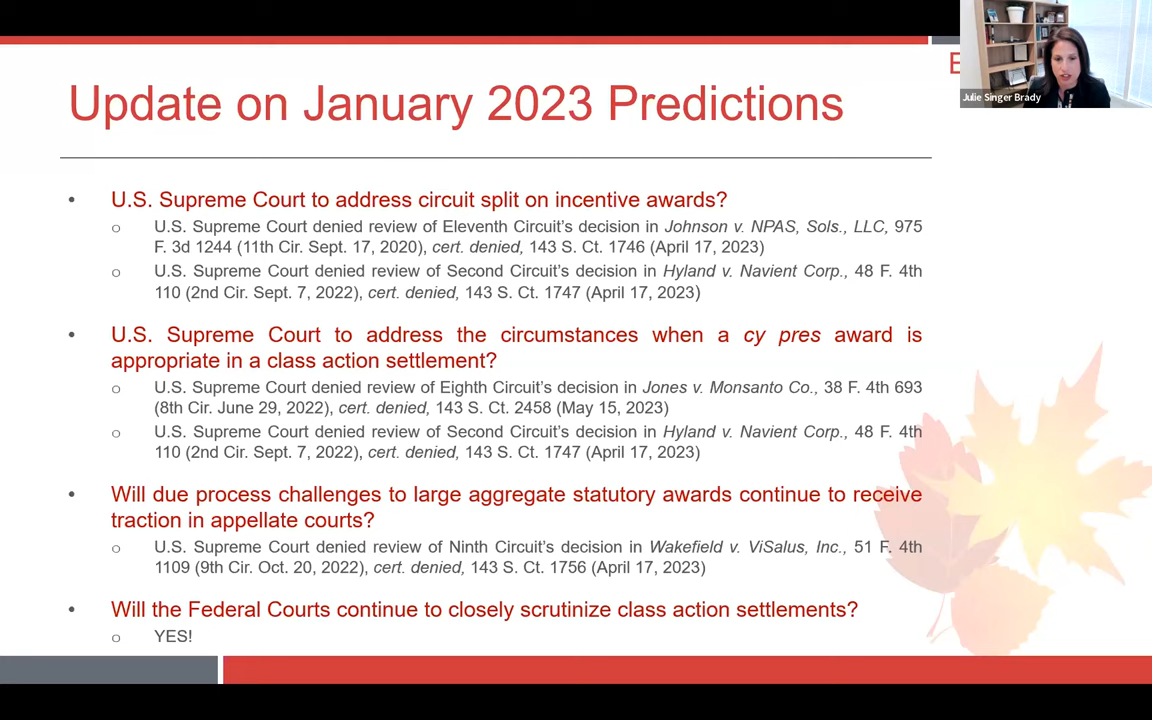 E
Julie Singer Brady
Update on January 2023 Predictions
• U.S. Supreme Court to address circuit split on incentive awards?
o U.S. Supreme Court denied review of Eleventh Circuit's decision in Johnson v. NPAS, Sols., LLC, 975
F. 3d 1244 (11th Cir. Sept. 17, 2020), cert. denied, 143 S. Ct. 1746 (April 17, 2023)
o U.S. Supreme Court denied review of Second Circuit's decision in Hyland v. Navient Corp., 48 F. 4th
110 (2nd Cir. Sept. 7, 2022), cert. denied, 143 S. Ct. 1747 (April 17, 2023)
• U.S. Supreme Court to address the circumstances when a cy pres award is
appropriate in a class action settlement?
o U.S. Supreme Court denied review of Eighth Circuit's decision in Jones v. Monsanto Co., 38 F. 4th 693
(8th Cir. June 29, 2022), cert. denied, 143 S. Ct. 2458 (May 15, 2023)
o U.S. Supreme Court denied review of Second Circuit's decision in Hyland v. Navient Corp., 48 F. 4th
110 (2nd Cir. Sept. 7, 2022), cert. denied, 143 S. Ct. 1747 (April 17, 2023)
• Will due process challenges to large aggregate statutory awards continue to receive
traction in appellate courts?
o U.S. Supreme Court denied review of Ninth Circuit's decision in Wakefield v. ViSalus, Inc., 51 F. 4th
1109 (9th Cir. Oct. 20, 2022), cert. denied, 143 S. Ct. 1756 (April 17, 2023)
• Will the Federal Courts continue to closely scrutinize class action settlements?
o YES!